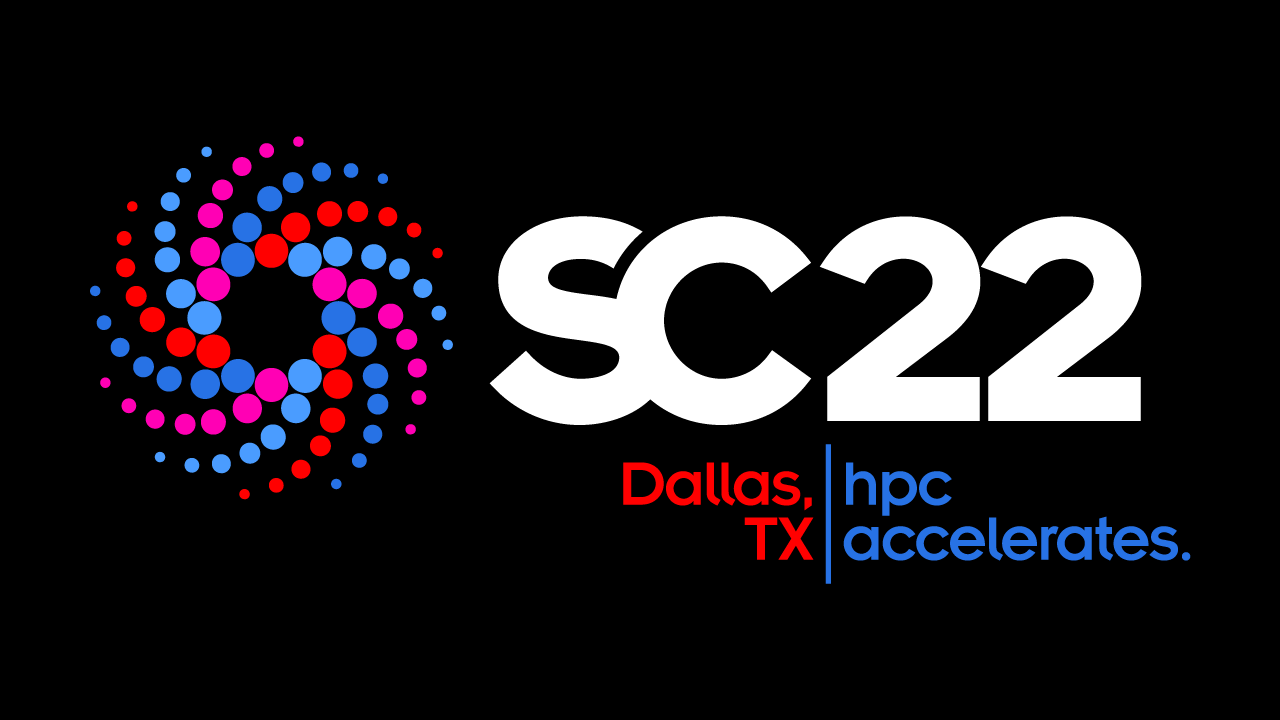 SC22
Dallas,
TX
hpc
accelerates.